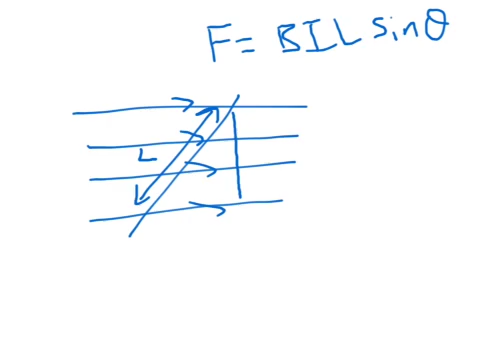 F = BIL sinθ
L